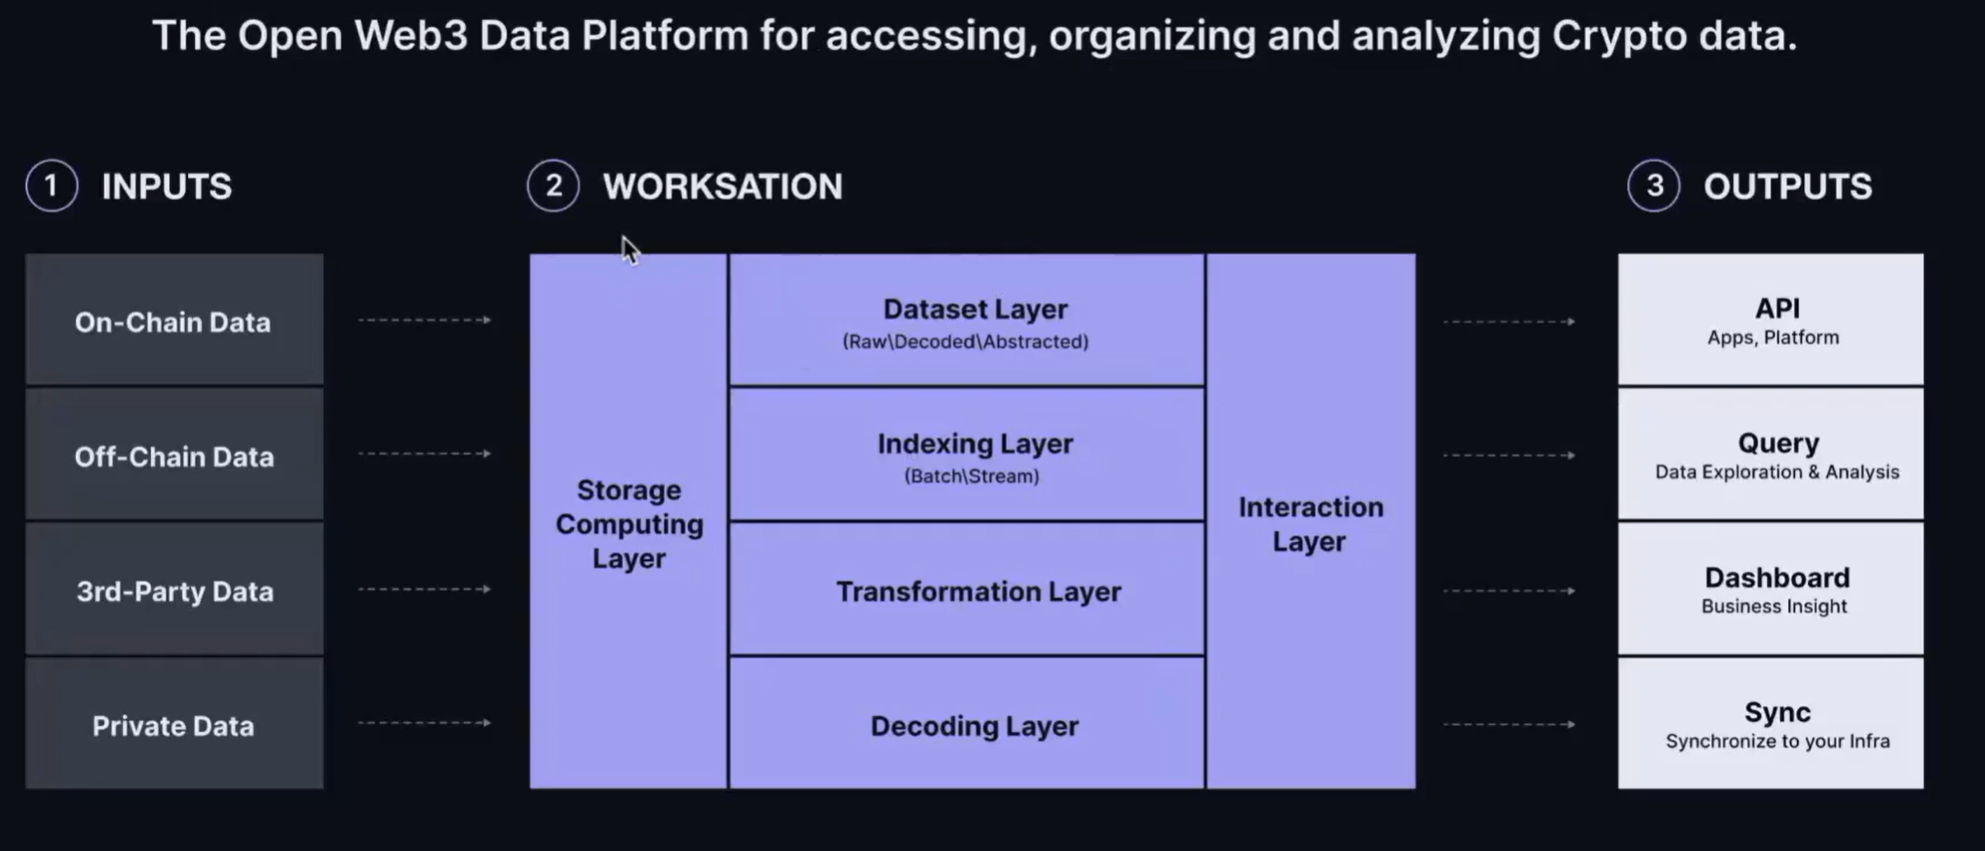 The Open Web3 Data Platform for accessing, organizing and analyzing Crypto data.
1 INPUTS
On-Chain Data
Off-Chain Data
3rd-Party Data
Private Data
2 WORKSATION
Storage
Computing
Layer
Dataset Layer
(Raw\Decoded\Abstracted)
Indexing Layer
(Batch\Stream)
Transformation Layer
Decoding Layer
Interaction
Layer
3 OUTPUTS
API
Apps, Platform
Query
Data Exploration & Analysis
Dashboard
Business Insight
Sync
Synchronize to your Infra